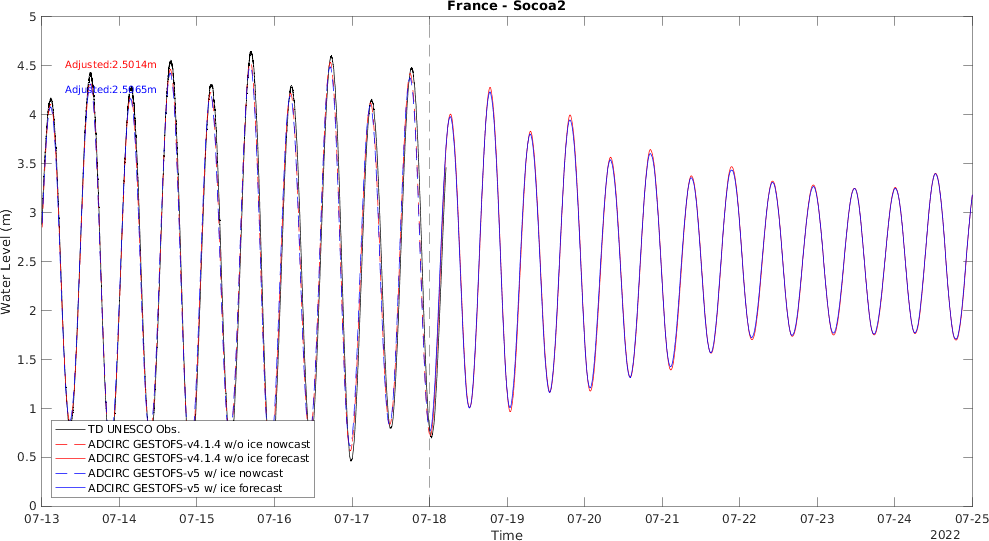 France - Socoa2
Water Level (m)
5
4.5
4
3.5
3
2.5
2
1.5
1
0.5
0
Adjusted:2.5014m
TD UNESCO Obs.
ADCIRC GESTOFS-v4.1.4 w/o ice nowcast
ADCIRC GESTOFS-v4.1.4 w/o ice forecast
ADCIRC GESTOFS-v5 w/ ice nowcast
ADCIRC GESTOFS-v5 w/ ice forecast
07-13 07-14 07-15 07-16 07-17 07-18 07-19 07-20 07-21 07-22 07-23 07-24 07-25
Time
2022